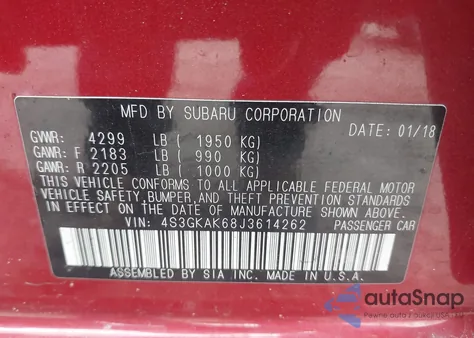 MFD BY SUBARU CORPORATION
DATE: 01/18
GVWR: 4299 LB ( 1950 KG)
GAWR: F 2183 LB ( 990 KG)
GAWR: R 2205 LB ( 1000 KG)
THIS VEHICLE CONFORMS TO ALL APPLICABLE FEDERAL MOTOR
VEHICLE SAFETY, BUMPER, AND THEFT PREVENTION STANDARDS
IN EFFECT ON THE DATE OF MANUFACTURE SHOWN ABOVE.
VIN: 4S3GKAK68J3614262 PASSENGER CAR
ASSEMBLED BY SIA INC. MADE IN U.S.A.
autoSnap